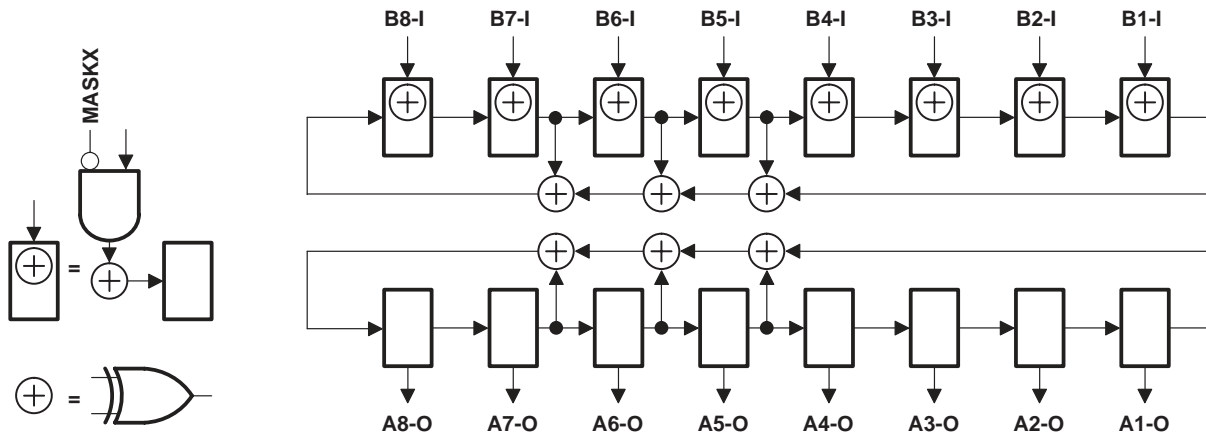 B8-I B7-I B6-I B5-I B4-I B3-I B2-I B1-I
MASKX
=
=
A8-O A7-O A6-O A5-O A4-O A3-O A2-O A1-O